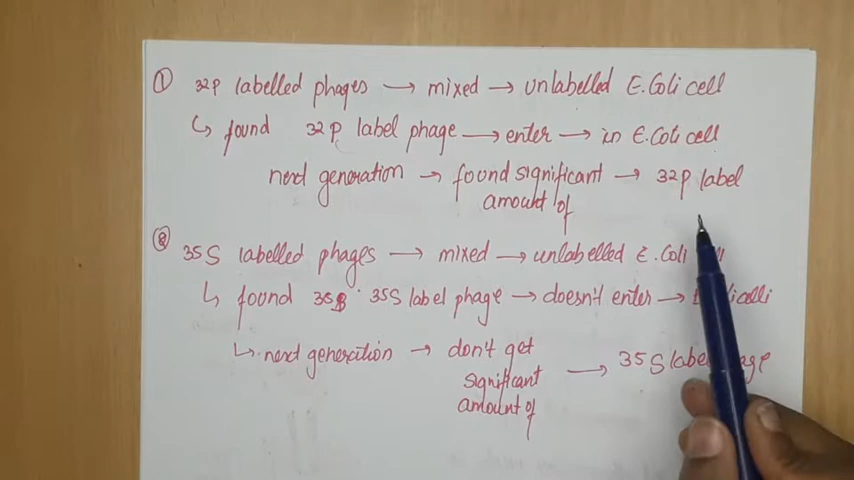 ① 32P labelled phages → mixed → unlabelled E.Coli cell
↳ found 32P label phage → enter → in E.Coli cell
next generation → found significant → 32P label
amount of
② 35S labelled phages → mixed → unlabelled E.Coli
↳ found 35S label phage → doesn't enter →
↳ next generation → don't get
significant → 35S
amount of